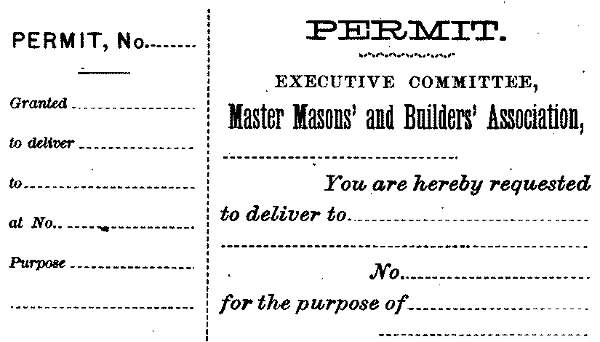 PERMIT, No.
Granted
to deliver
to
at No.
Purpose
PERMIT.
EXECUTIVE COMMITTEE,
Master Masons' and Builders' Association,
You are hereby requested
to deliver to
No.
for the purpose of